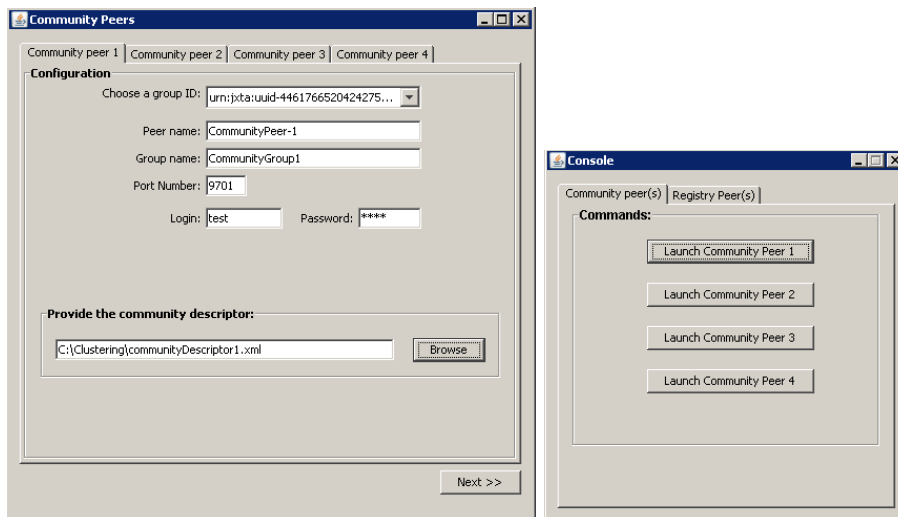 Community Peers
Community peer 1 Community peer 2 Community peer 3 Community peer 4
Configuration
Choose a group ID: urn:jxta:uuid-4461766520424275...
Peer name: CommunityPeer-1
Group name: CommunityGroup1
Port Number: 9701
Login: test Password: ****
Provide the community descriptor:
C:\Clustering\communityDescriptor1.xml Browse
Next >>
Console
Community peer(s) Registry Peer(s)
Commands:
Launch Community Peer 1
Launch Community Peer 2
Launch Community Peer 3
Launch Community Peer 4